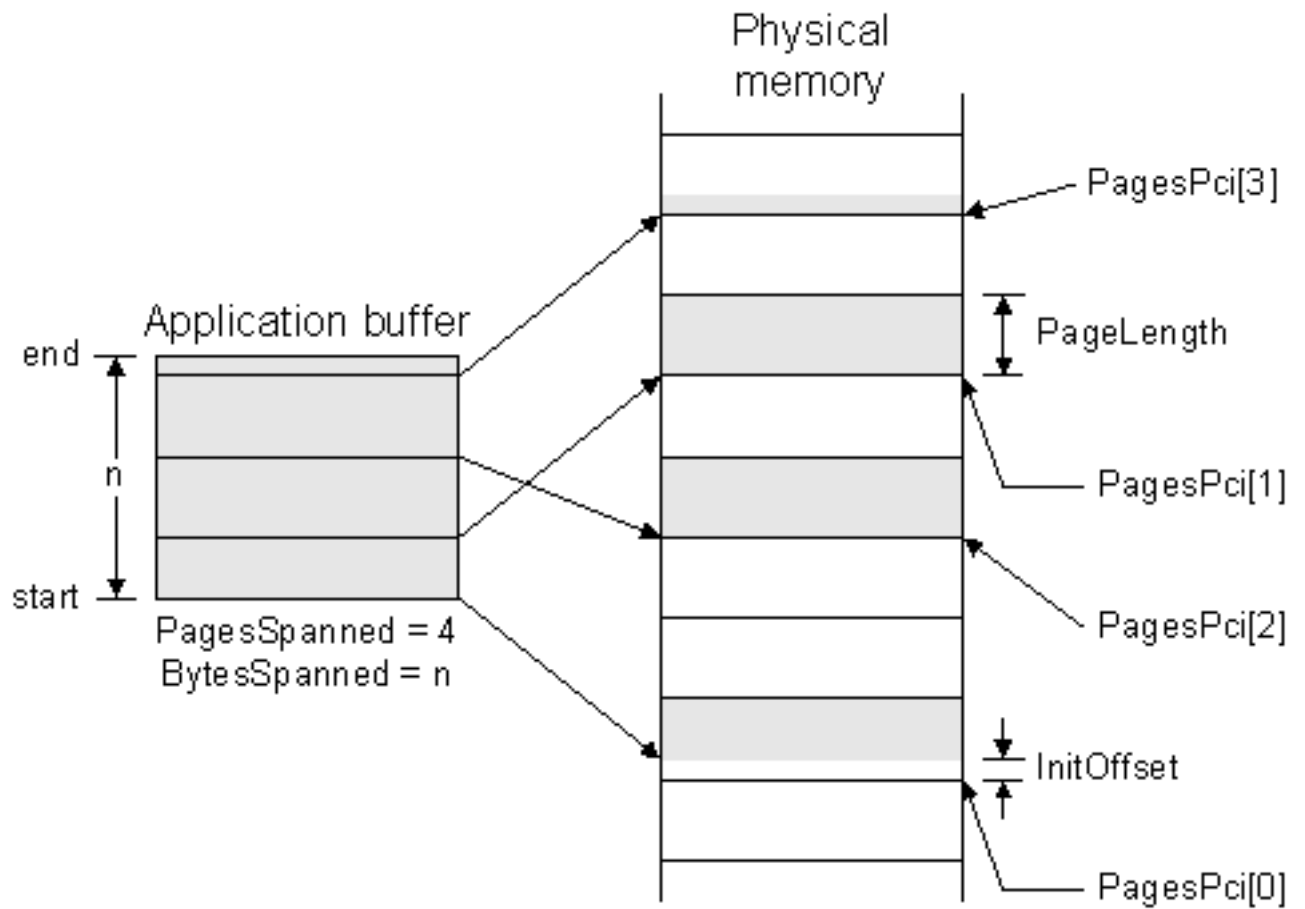 Physical
memory
PagesPci[3]
Application buffer
PageLength
end
n
PagesPci[1]
start
PagesSpanned = 4
BytesSpanned = n
PagesPci[2]
InitOffset
PagesPci[0]